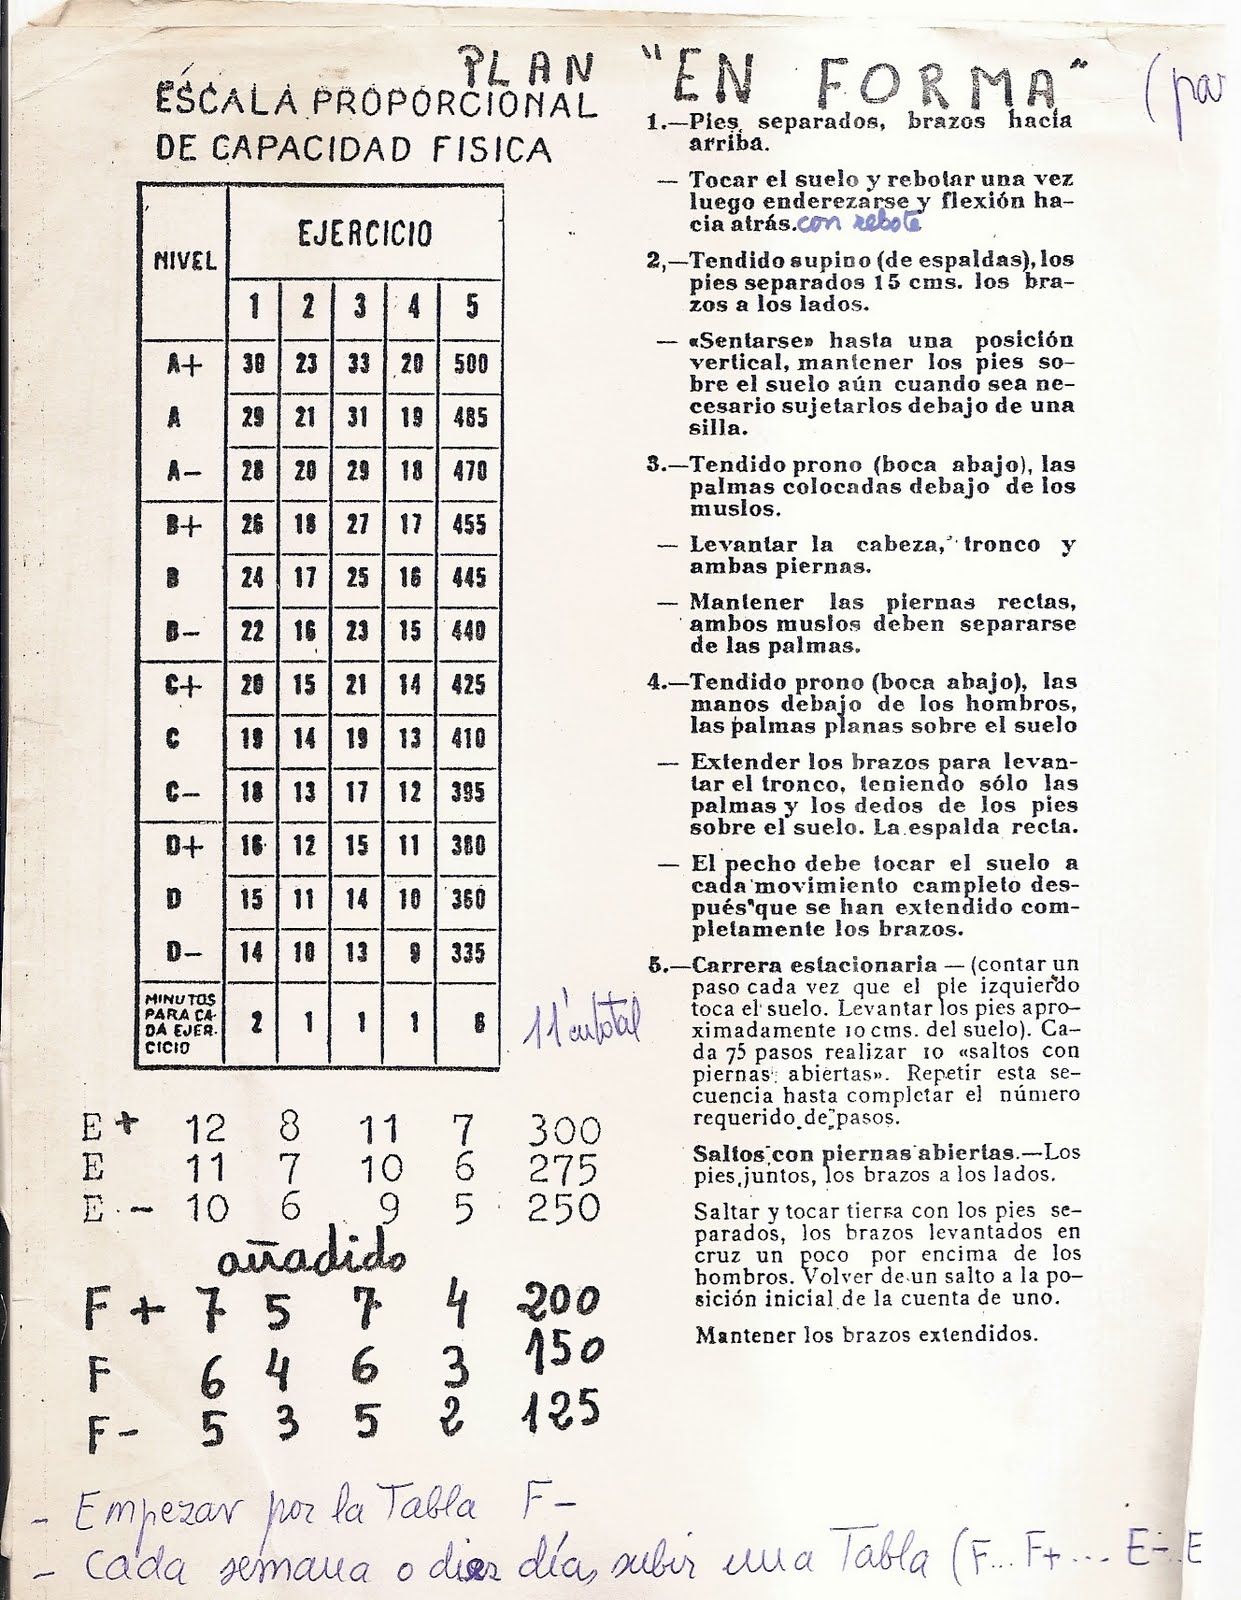 PLAN "EN FORMA"
(par
ESCALA PROPORCIONAL
DE CAPACIDAD FISICA
NIVEL EJERCICIO
1 2 3 4 5
A+ 30 23 33 20 500
A 29 21 31 19 485
A- 28 20 29 18 470
B+ 26 18 27 17 455
B 24 17 25 16 445
B- 22 16 23 15 440
C+ 20 15 21 14 425
C 19 14 19 13 410
C- 18 13 17 12 395
D+ 16 12 15 11 380
D 15 11 14 10 360
D- 14 10 13 9 335
MINUTOS
PARA CA-
DA EJER-
CICIO
2 1 1 1 6
11' en total
E+ 12 8 11 7 300
E 11 7 10 6 275
E- 10 6 9 5 250
añadido
F+ 7 5 7 4 200
F 6 4 6 3 150
F- 5 3 5 2 125
1.—Pies separados, brazos hacia
arriba.
— Tocar el suelo y rebotar una vez
luego enderezarse y flexión ha-
cia atrás. con rebote
2,—Tendido supino (de espaldas), los
pies separados 15 cms. los bra-
zos a los lados.
— «Sentarse» hasta una posición
vertical, mantener los pies so-
bre el suelo aún cuando sea ne-
cesario sujetarlos debajo de una
silla.
3.—Tendido prono (boca abajo), las
palmas colocadas debajo de los
muslos.
— Levantar la cabeza, tronco y
ambas piernas.
— Mantener las piernas rectas,
ambos muslos deben separarse
de las palmas.
4.—Tendido prono (boca abajo), las
manos debajo de los hombros,
las palmas planas sobre el suelo
— Extender los brazos para levan-
tar el tronco, teniendo sólo las
palmas y los dedos de los pies
sobre el suelo. La espalda recta.
— El pecho debe tocar el suelo a
cada movimiento campleto des-
pués que se han extendido com-
pletamente los brazos.
5.—Carrera estacionaria — (contar un
paso cada vez que el pie izquierdo
toca el suelo. Levantar los pies apro-
ximadamente 10 cms. del suelo). Ca-
da 75 pasos realizar 10 «saltos con
piernas abiertas». Repetir esta se-
cuencia hasta completar el número
requerido de pasos.
Saltos con piernas abiertas.—Los
pies juntos, los brazos a los lados.
Saltar y tocar tierra con los pies se-
parados, los brazos levantados en
cruz un poco por encima de los
hombros. Volver de un salto a la po-
sición inicial de la cuenta de uno.
Mantener los brazos extendidos.
- Empezar por la Tabla F-
- Cada semana o diez días subir una Tabla (F... F+ ... E-.. E